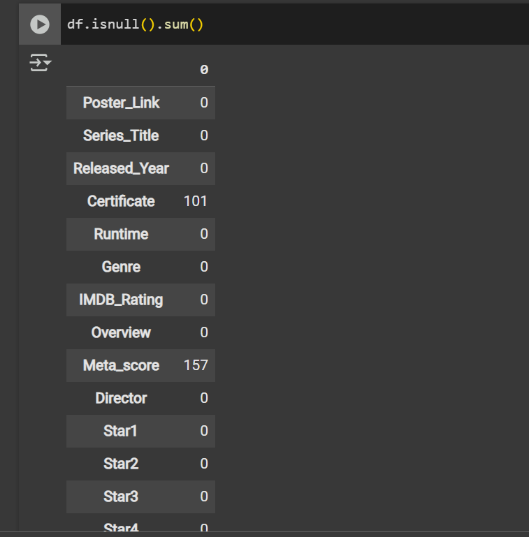 df.isnull().sum()
0
Poster_Link 0
Series_Title 0
Released_Year 0
Certificate 101
Runtime 0
Genre 0
IMDB_Rating 0
Overview 0
Meta_score 157
Director 0
Star1 0
Star2 0
Star3 0
Star4 0